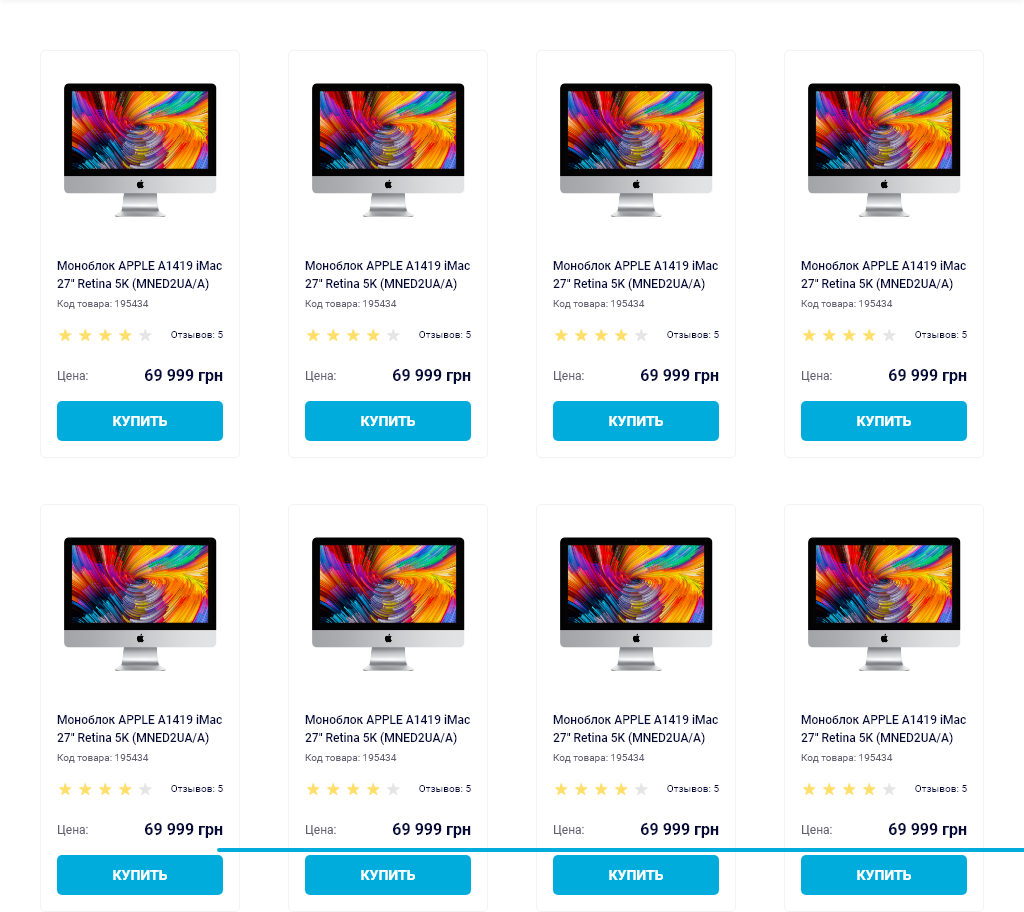 Моноблок APPLE A1419 iMac
27" Retina 5K (MNED2UA/A)
Код товара: 195434
Отзывов: 5
Цена: 69 999 грн
КУПИТЬ
Моноблок APPLE A1419 iMac
27" Retina 5K (MNED2UA/A)
Код товара: 195434
Отзывов: 5
Цена: 69 999 грн
КУПИТЬ
Моноблок APPLE A1419 iMac
27" Retina 5K (MNED2UA/A)
Код товара: 195434
Отзывов: 5
Цена: 69 999 грн
КУПИТЬ
Моноблок APPLE A1419 iMac
27" Retina 5K (MNED2UA/A)
Код товара: 195434
Отзывов: 5
Цена: 69 999 грн
КУПИТЬ
Моноблок APPLE A1419 iMac
27" Retina 5K (MNED2UA/A)
Код товара: 195434
Отзывов: 5
Цена: 69 999 грн
КУПИТЬ
Моноблок APPLE A1419 iMac
27" Retina 5K (MNED2UA/A)
Код товара: 195434
Отзывов: 5
Цена: 69 999 грн
КУПИТЬ
Моноблок APPLE A1419 iMac
27" Retina 5K (MNED2UA/A)
Код товара: 195434
Отзывов: 5
Цена: 69 999 грн
КУПИТЬ
Моноблок APPLE A1419 iMac
27" Retina 5K (MNED2UA/A)
Код товара: 195434
Отзывов: 5
Цена: 69 999 грн
КУПИТЬ